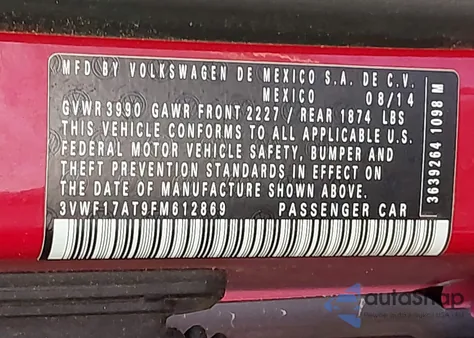 MFD BY VOLKSWAGEN DE MEXICO S.A. DE C.V.
MEXICO 08/14
GVWR 3990 GAWR FRONT 2227 / REAR 1874 LBS
THIS VEHICLE CONFORMS TO ALL APPLICABLE U.S.
FEDERAL MOTOR VEHICLE SAFETY, BUMPER AND
THEFT PREVENTION STANDARDS IN EFFECT ON
THE DATE OF MANUFACTURE SHOWN ABOVE.
3VWF17AT9FM612869 PASSENGER CAR
3639264 1098 M